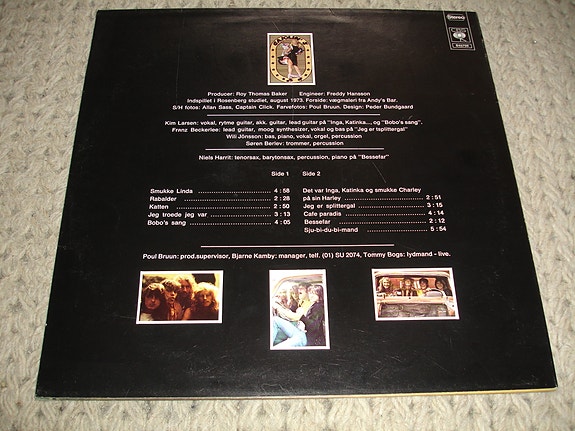 Stereo
CBS
Producer: Roy Thomas Baker Engineer: Freddy Hansson
Indspillet i Rosenberg studiet, august 1973. Forside: vægmaleri fra Andy's Bar.
S/H fotos: Allan Sass, Captain Click. Farvefotos: Poul Bruun. Design: Peder Bundgaard
Kim Larsen: vokal, rytme guitar, akk. guitar, lead guitar på "Inga, Katinka..., og "Bobo's sang".
Franz Beckerlee: lead guitar, moog synthesizer, vokal og bas på "Jeg er tsplittergal"
Wili Jönsson: bas, piano, vokal, orgel, percussion
Søren Berlev: trommer, percussion
Niels Harrit: tenorsax, barytonsax, percussion, piano på "Bessefar"
Side 1 Side 2
Smukke Linda 4:58
Rabalder 2:28
Katten 2:50
Jeg troede jeg var 3:13
Bobo's sang 4:05
Det var Inga, Katinka og smukke Charley
på sin Harley 2:51
Jeg er splittergal 3:15
Cafe paradis 4:14
Bessefar 2:12
Sju-bi-du-bi-mand 5:54
Poul Bruun: prod.supervisor, Bjarne Kamby: manager, telf. (01) SU 2074, Tommy Bogs: lydmand - live.